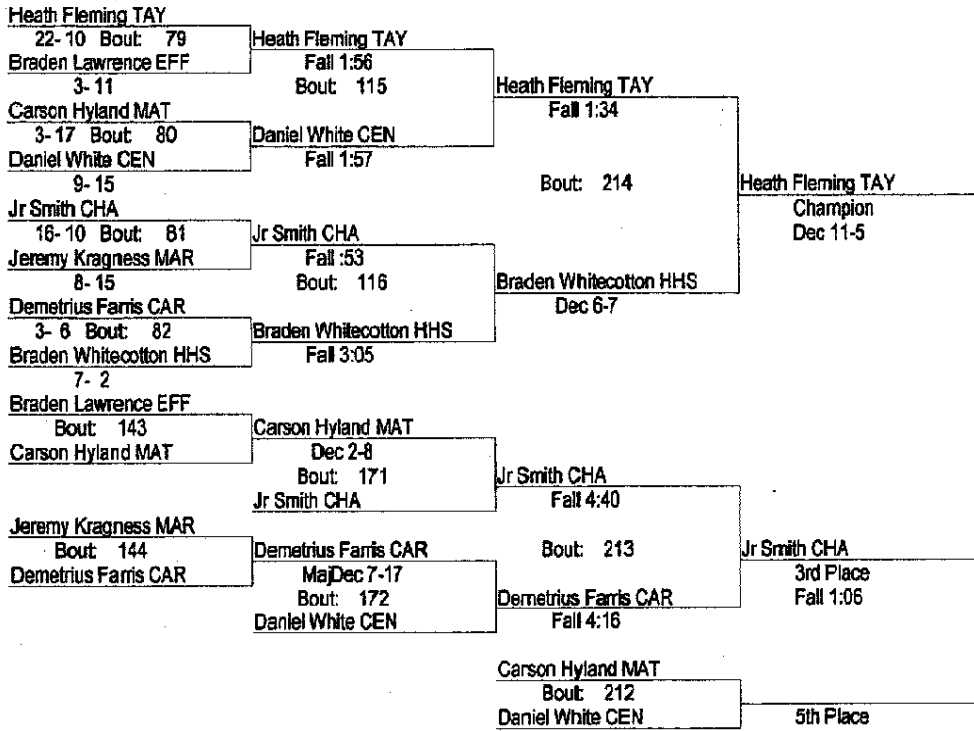 Heath Fleming TAY
22- 10 Bout: 79
Braden Lawrence EFF
3- 11
Carson Hyland MAT
3- 17 Bout: 80
Daniel White CEN
9- 15
Jr Smith CHA
16- 10 Bout: 81
Jeremy Kragness MAR
8- 15
Demetrius Farris CAR
3- 6 Bout: 82
Braden Whitecotton HHS
7- 2
Braden Lawrence EFF
Bout: 143
Carson Hyland MAT
Jeremy Kragness MAR
Bout: 144
Demetrius Farris CAR
Heath Fleming TAY
Fall 1:56
Bout: 115
Daniel White CEN
Fall 1:57
Jr Smith CHA
Fall :53
Bout: 116
Braden Whitecotton HHS
Fall 3:05
Carson Hyland MAT
Dec 2-8
Bout: 171
Jr Smith CHA
Demetrius Farris CAR
MajDec 7-17
Bout: 172
Daniel White CEN
Heath Fleming TAY
Fall 1:34
Bout: 214
Braden Whitecotton HHS
Dec 6-7
Jr Smith CHA
Fall 4:40
Bout: 213
Demetrius Farris CAR
Fall 4:16
Carson Hyland MAT
Bout: 212
Daniel White CEN
Heath Fleming TAY
Champion
Dec 11-5
Jr Smith CHA
3rd Place
Fall 1:06
5th Place